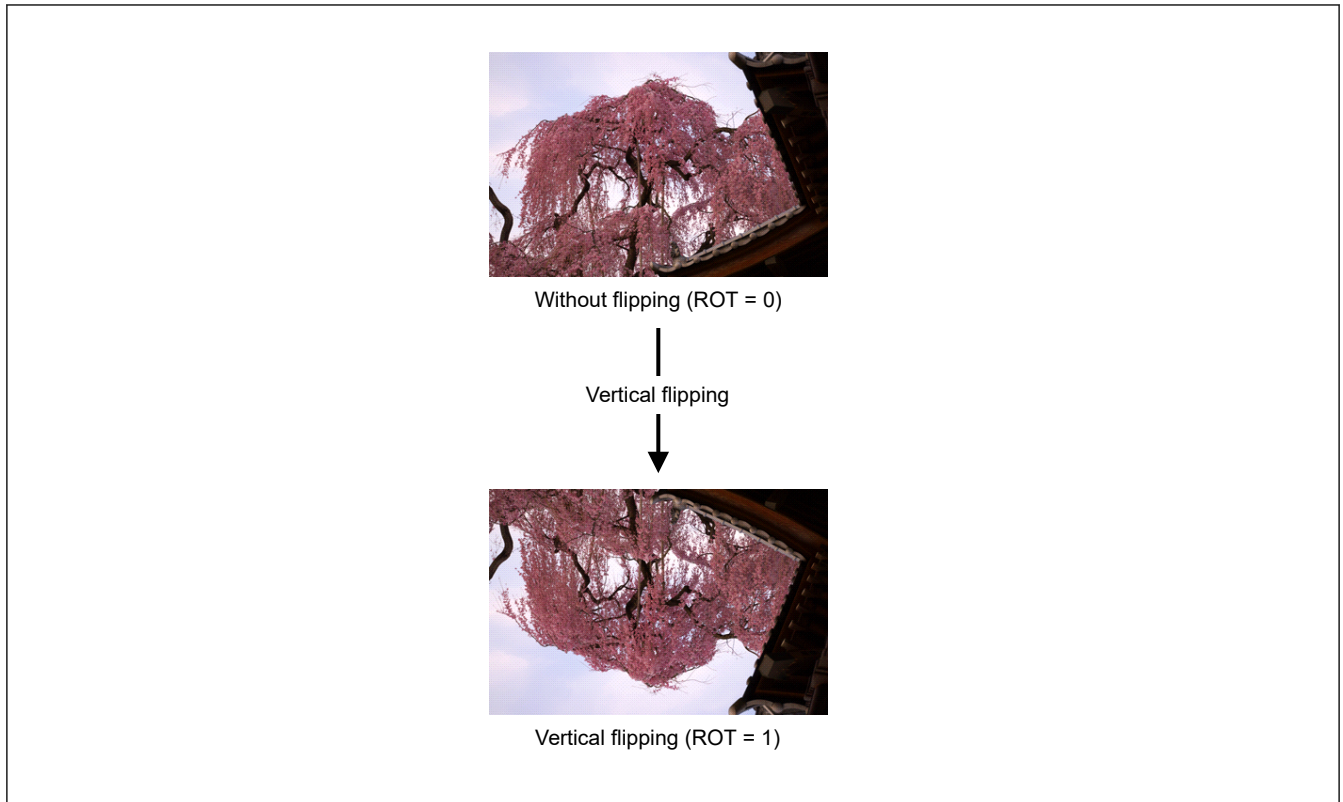 Without flipping (ROT = 0)
Vertical flipping
Vertical flipping (ROT = 1)